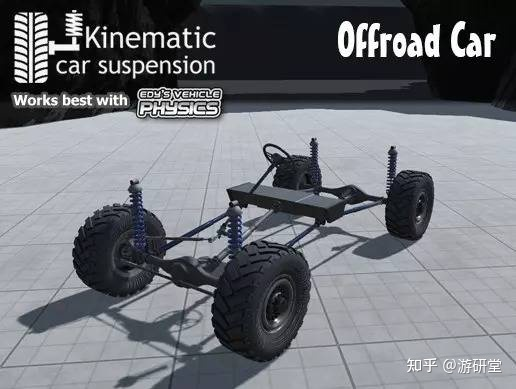 Kinematic
car suspension
Offroad Car
Works best with EDY'S VEHICLE
PHYSICS
知乎 @游研堂